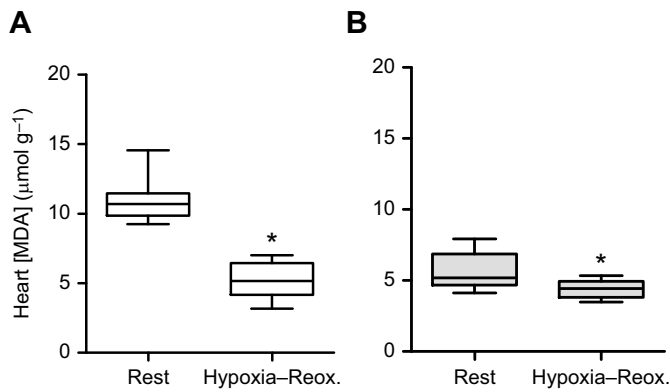 A
B
Heart [MDA] (μmol g⁻¹)
20
15
10
5
0
*
Rest
Hypoxia–Reox.
20
15
10
5
0
*
Rest
Hypoxia–Reox.